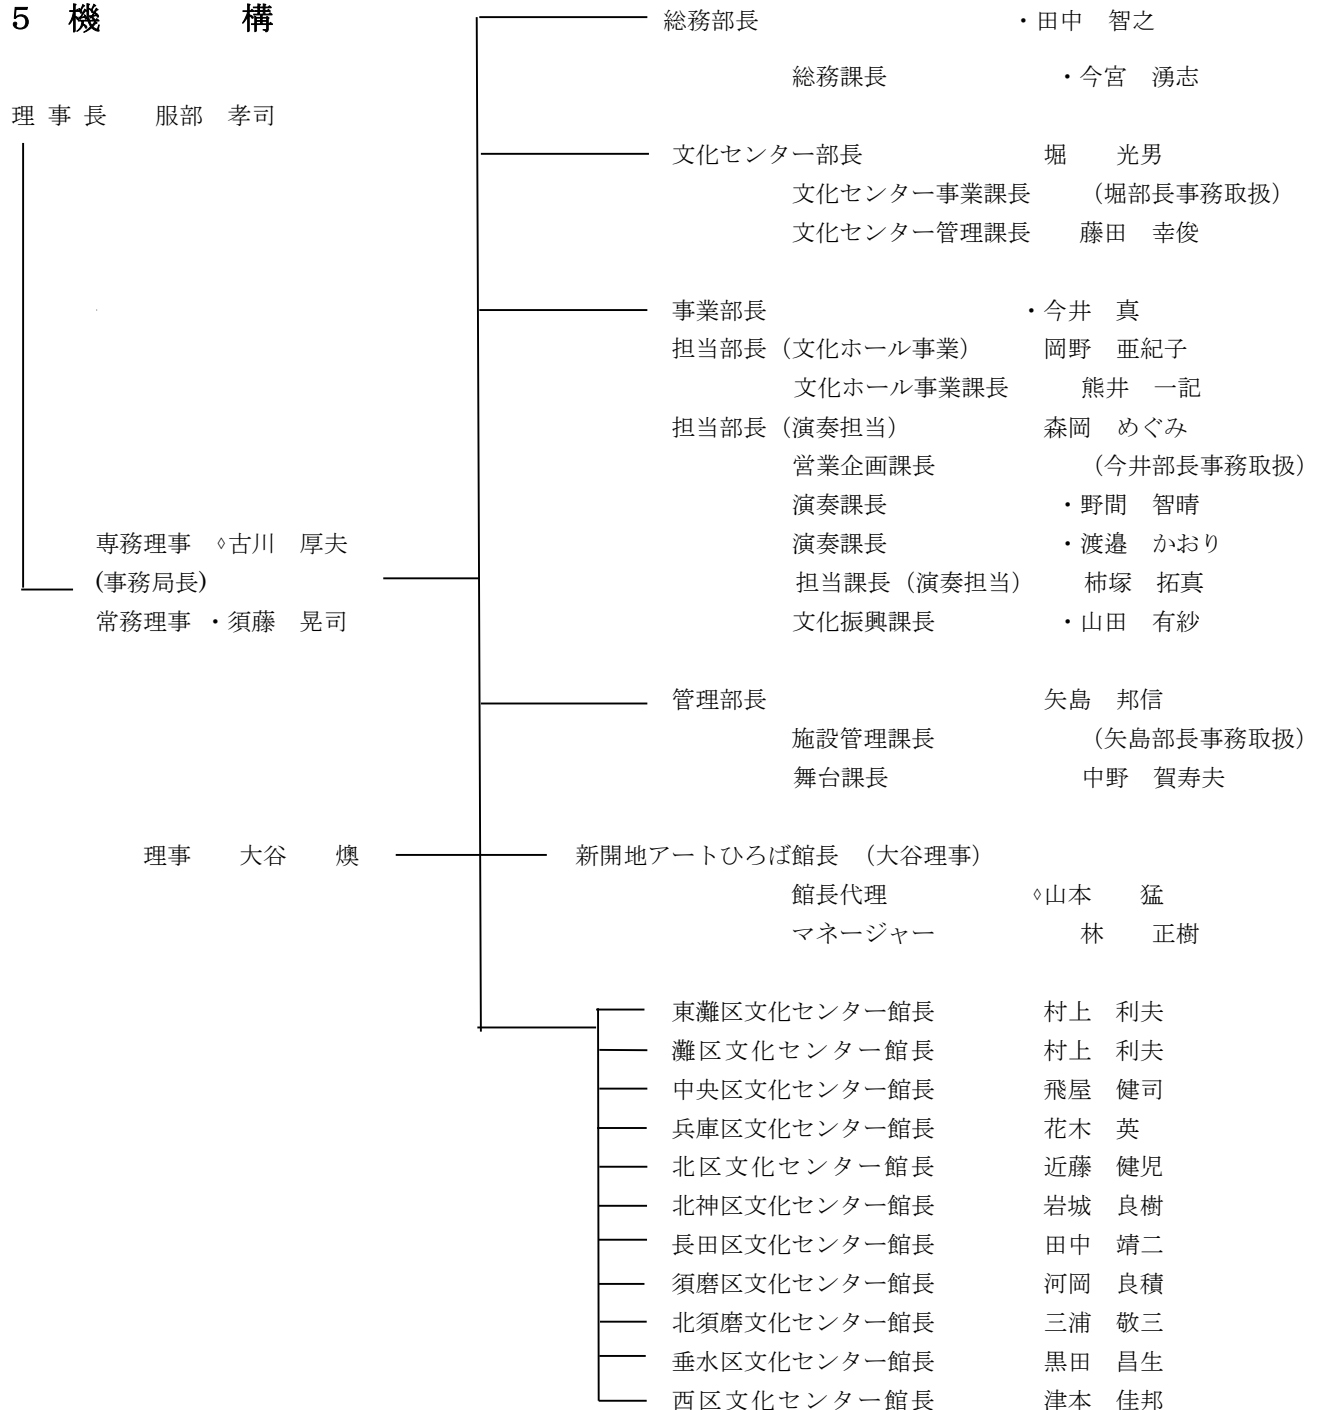 5 機 構
総務部長 ・田中 智之
総務課長 ・今宮 湧志
理 事 長 服部 孝司
文化センター部長 堀 光男
文化センター事業課長 （堀部長事務取扱）
文化センター管理課長 藤田 幸俊
事業部長 ・今井 真
担当部長（文化ホール事業） 岡野 亜紀子
文化ホール事業課長 熊井 一記
担当部長（演奏担当） 森岡 めぐみ
営業企画課長 （今井部長事務取扱）
演奏課長 ・野間 智晴
専務理事 ◊古川 厚夫 演奏課長 ・渡邉 かおり
(事務局長) 担当課長（演奏担当） 柿塚 拓真
常務理事 ・須藤 晃司 文化振興課長 ・山田 有紗
管理部長 矢島 邦信
施設管理課長 （矢島部長事務取扱）
舞台課長 中野 賀寿夫
理事 大谷 燠 新開地アートひろば館長 （大谷理事）
館長代理 ◊山本 猛
マネージャー 林 正樹
東灘区文化センター館長 村上 利夫
灘区文化センター館長 村上 利夫
中央区文化センター館長 飛屋 健司
兵庫区文化センター館長 花木 英
北区文化センター館長 近藤 健児
北神区文化センター館長 岩城 良樹
長田区文化センター館長 田中 靖二
須磨区文化センター館長 河岡 良積
北須磨文化センター館長 三浦 敬三
垂水区文化センター館長 黒田 昌生
西区文化センター館長 津本 佳邦